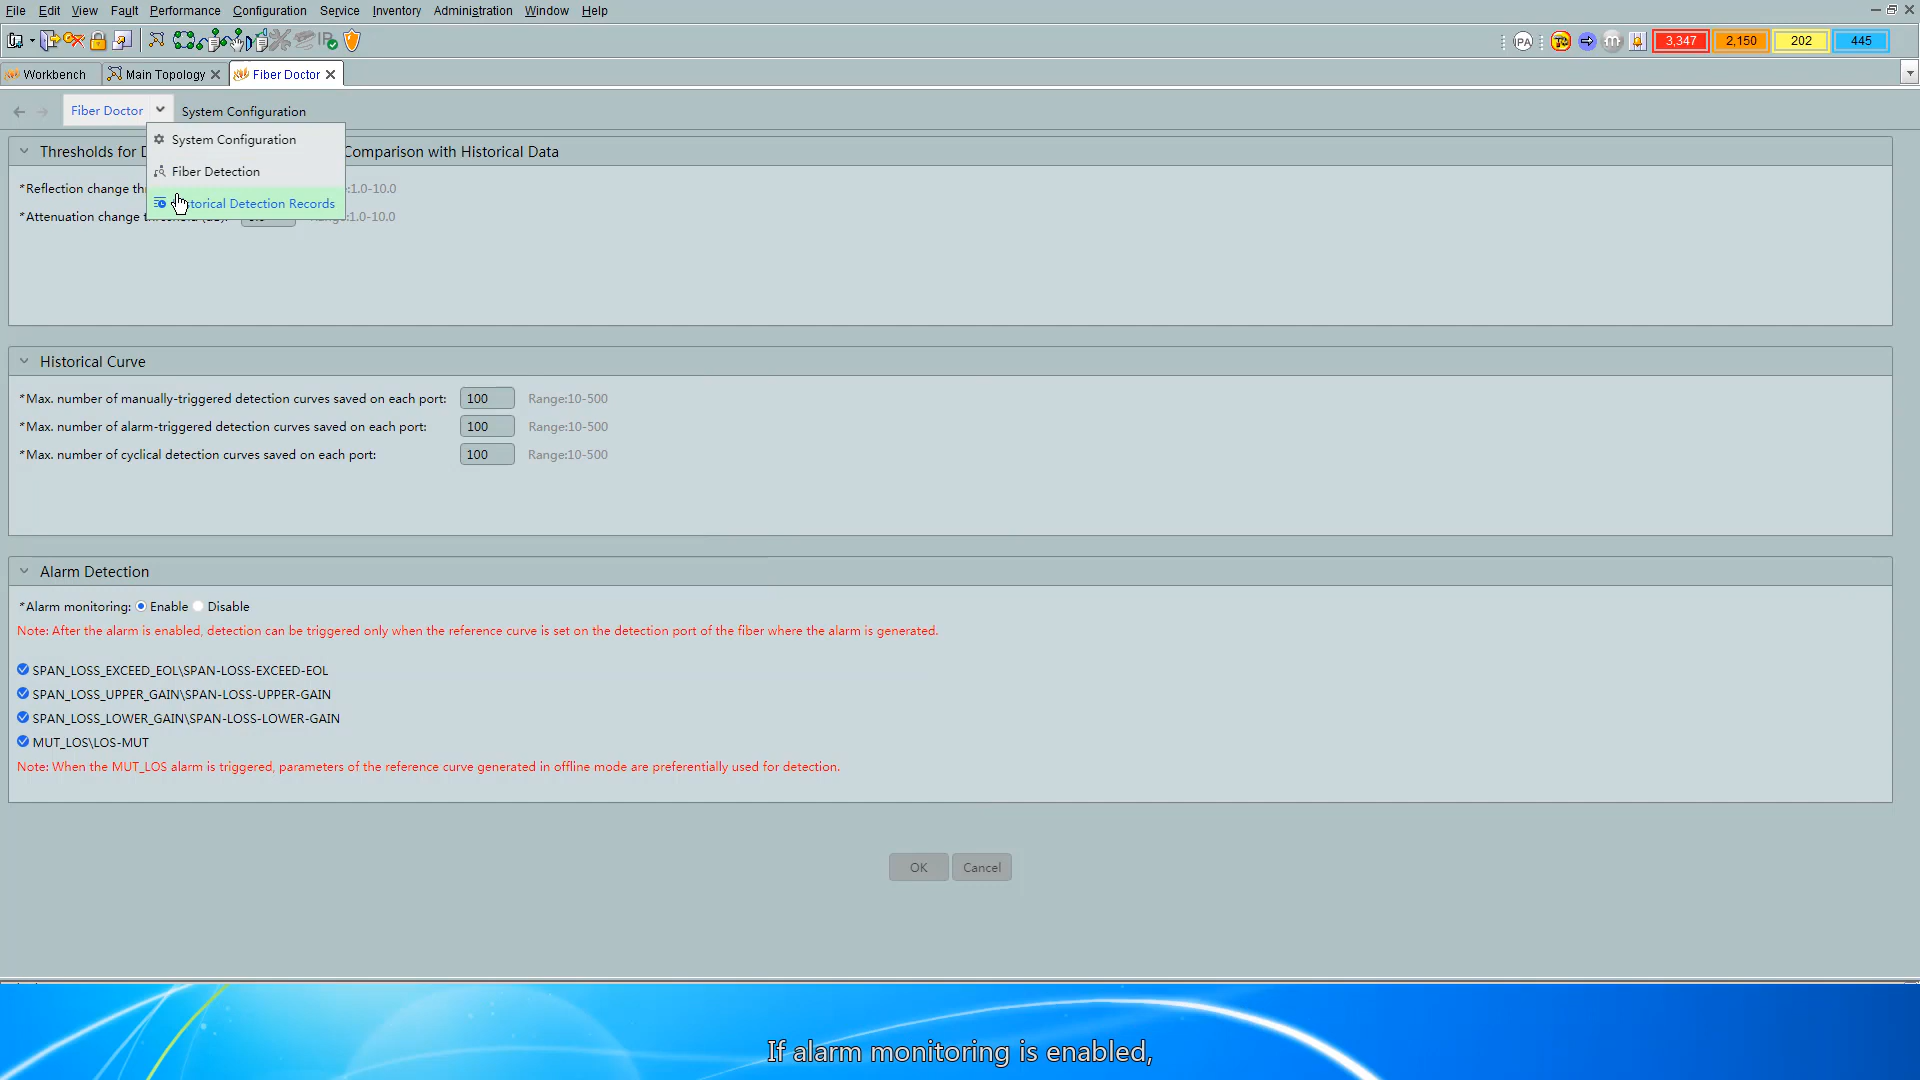 File Edit View Fault Performance Configuration Service Inventory Administration Window Help
IP PA 3,347 2,150 202 445
Workbench Main Topology Fiber Doctor
Fiber Doctor System Configuration
System Configuration
Thresholds for D Comparison with Historical Data
Fiber Detection
*Reflection change thr :1.0-10.0
torical Detection Records
*Attenuation change 1.0-10.0
Historical Curve
*Max. number of manually-triggered detection curves saved on each port: 100 Range:10-500
*Max. number of alarm-triggered detection curves saved on each port: 100 Range:10-500
*Max. number of cyclical detection curves saved on each port: 100 Range:10-500
Alarm Detection
*Alarm monitoring: Enable Disable
Note: After the alarm is enabled, detection can be triggered only when the reference curve is set on the detection port of the fiber where the alarm is generated.
SPAN_LOSS_EXCEED_EOL\SPAN-LOSS-EXCEED-EOL
SPAN_LOSS_UPPER_GAIN\SPAN-LOSS-UPPER-GAIN
SPAN_LOSS_LOWER_GAIN\SPAN-LOSS-LOWER-GAIN
MUT_LOS\LOS-MUT
Note: When the MUT_LOS alarm is triggered, parameters of the reference curve generated in offline mode are preferentially used for detection.
OK Cancel
If alarm monitoring is enabled,